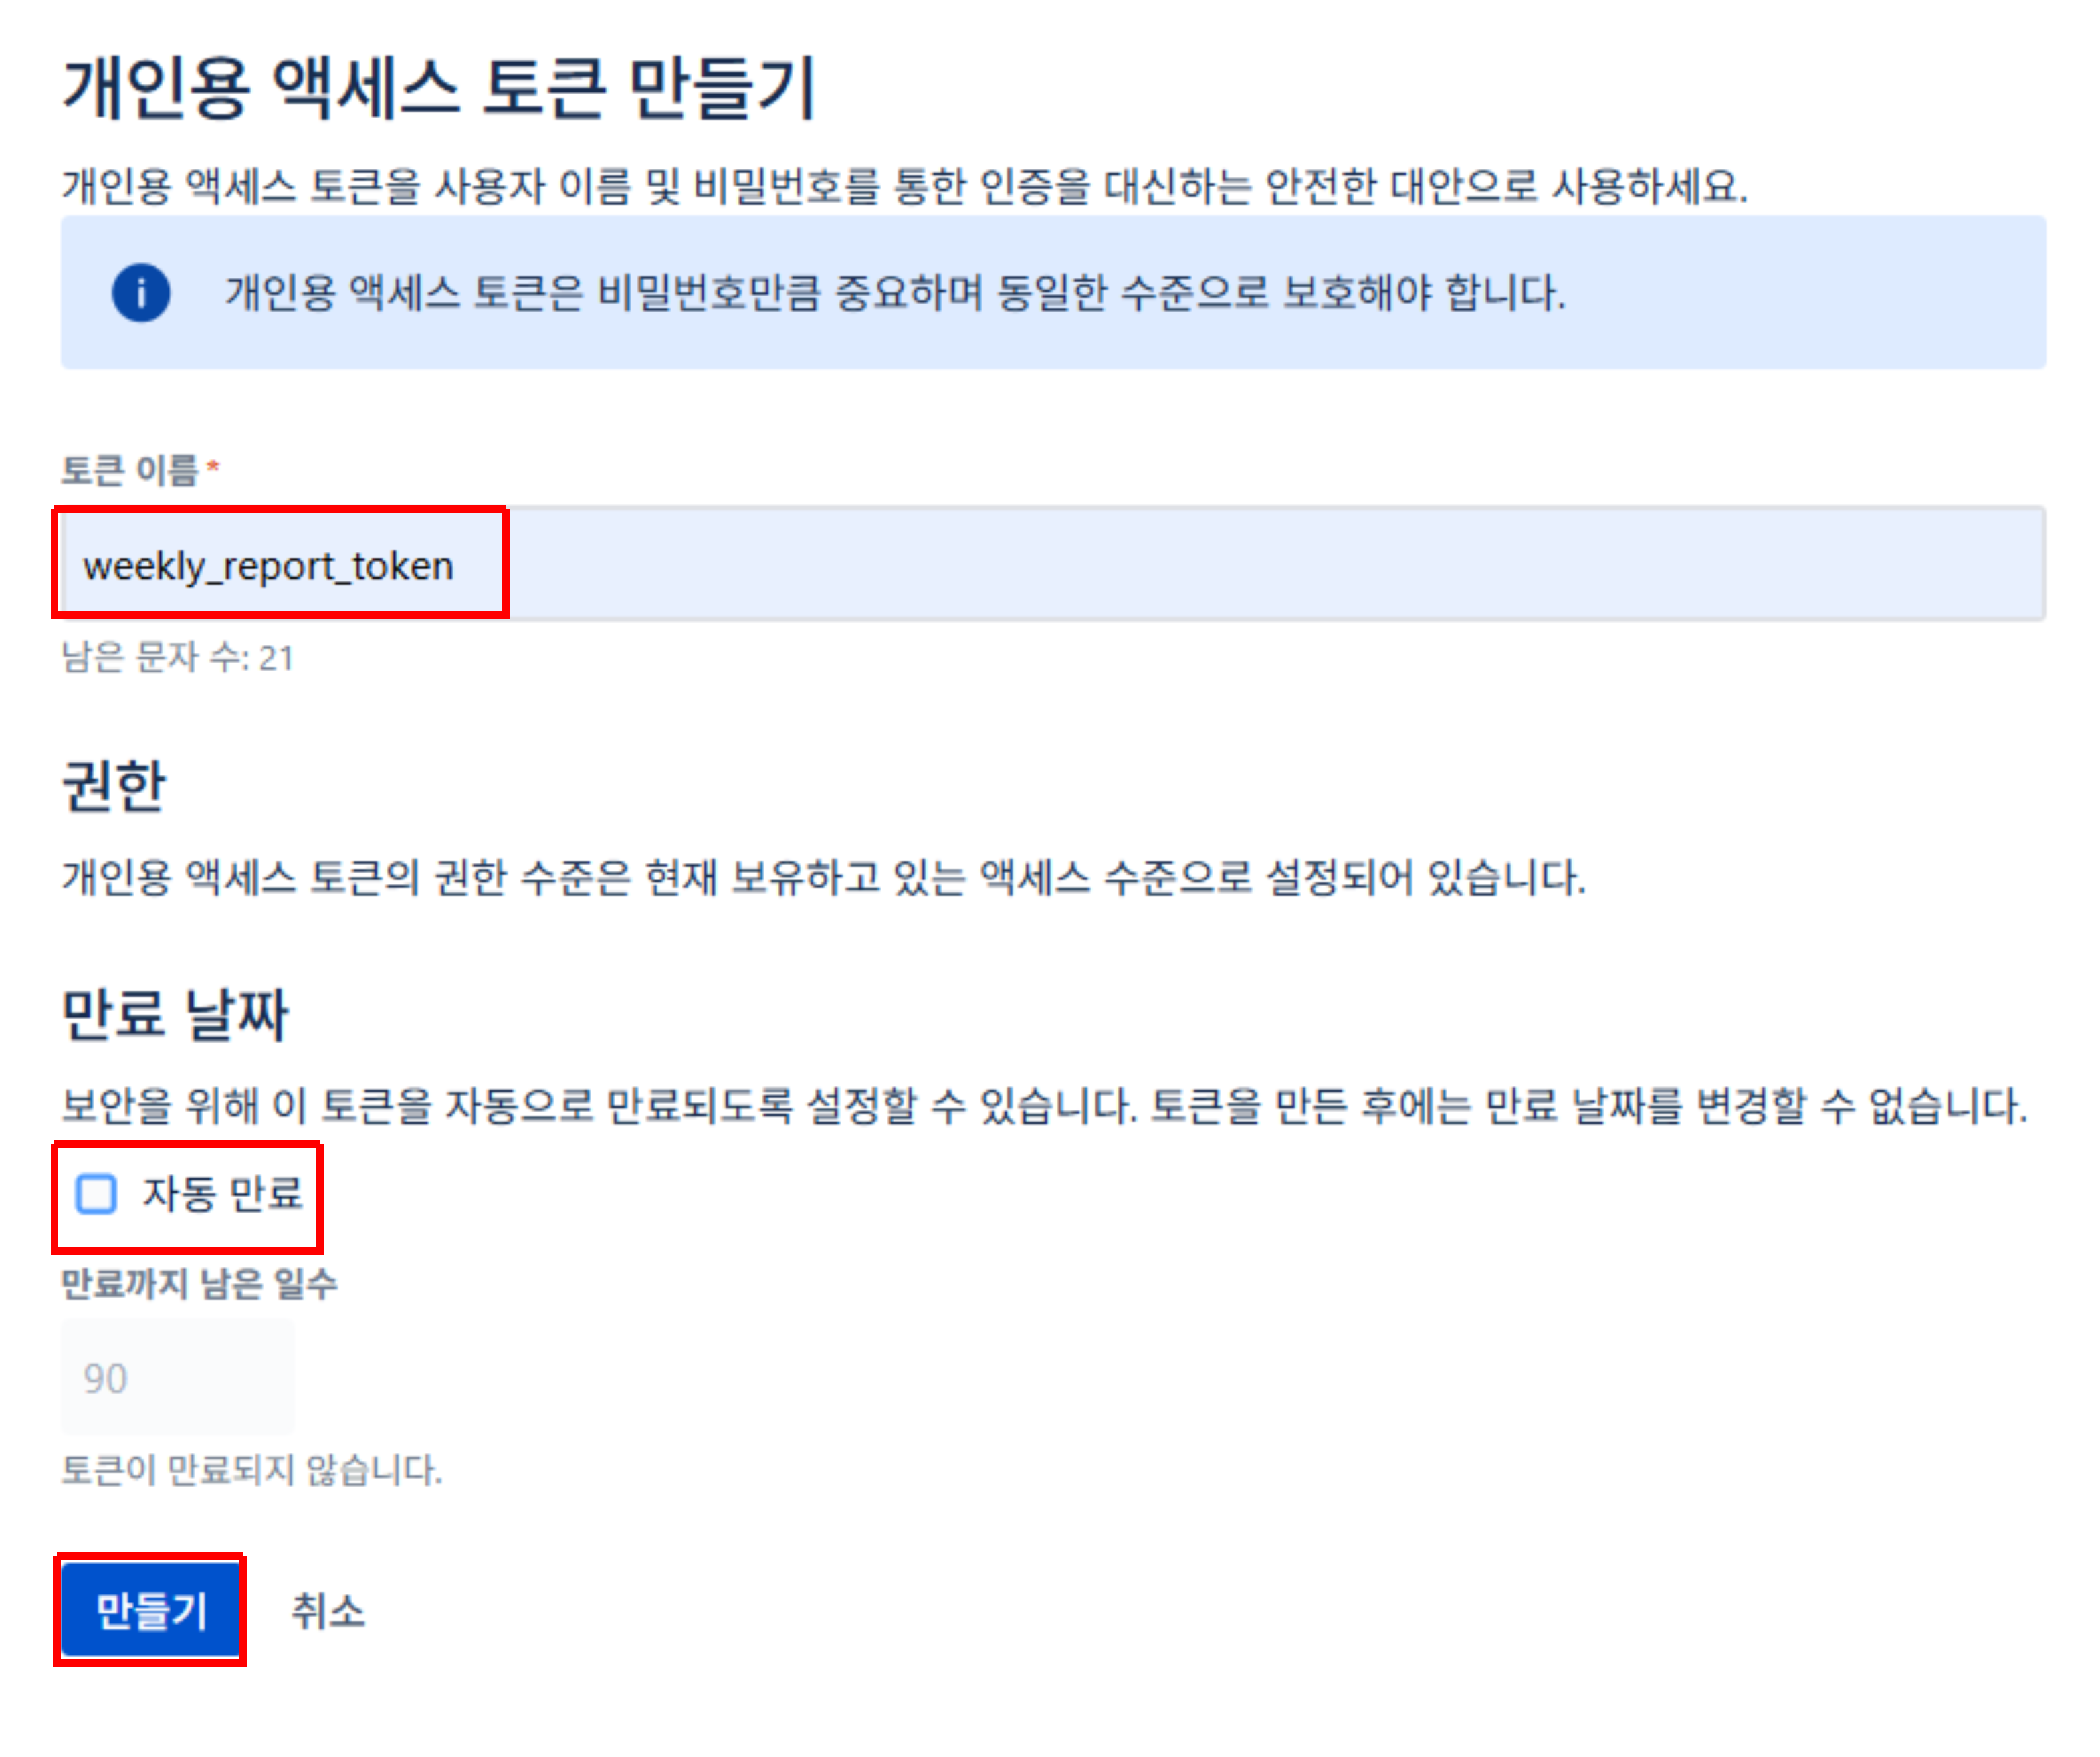 개인용 액세스 토큰 만들기
개인용 액세스 토큰을 사용자 이름 및 비밀번호를 통한 인증을 대신하는 안전한 대안으로 사용하세요.
개인용 액세스 토큰은 비밀번호만큼 중요하며 동일한 수준으로 보호해야 합니다.
토큰 이름*
weekly_report_token
남은 문자 수: 21
권한
개인용 액세스 토큰의 권한 수준은 현재 보유하고 있는 액세스 수준으로 설정되어 있습니다.
만료 날짜
보안을 위해 이 토큰을 자동으로 만료되도록 설정할 수 있습니다. 토큰을 만든 후에는 만료 날짜를 변경할 수 없습니다.
자동 만료
만료까지 남은 일수
90
토큰이 만료되지 않습니다.
만들기 취소